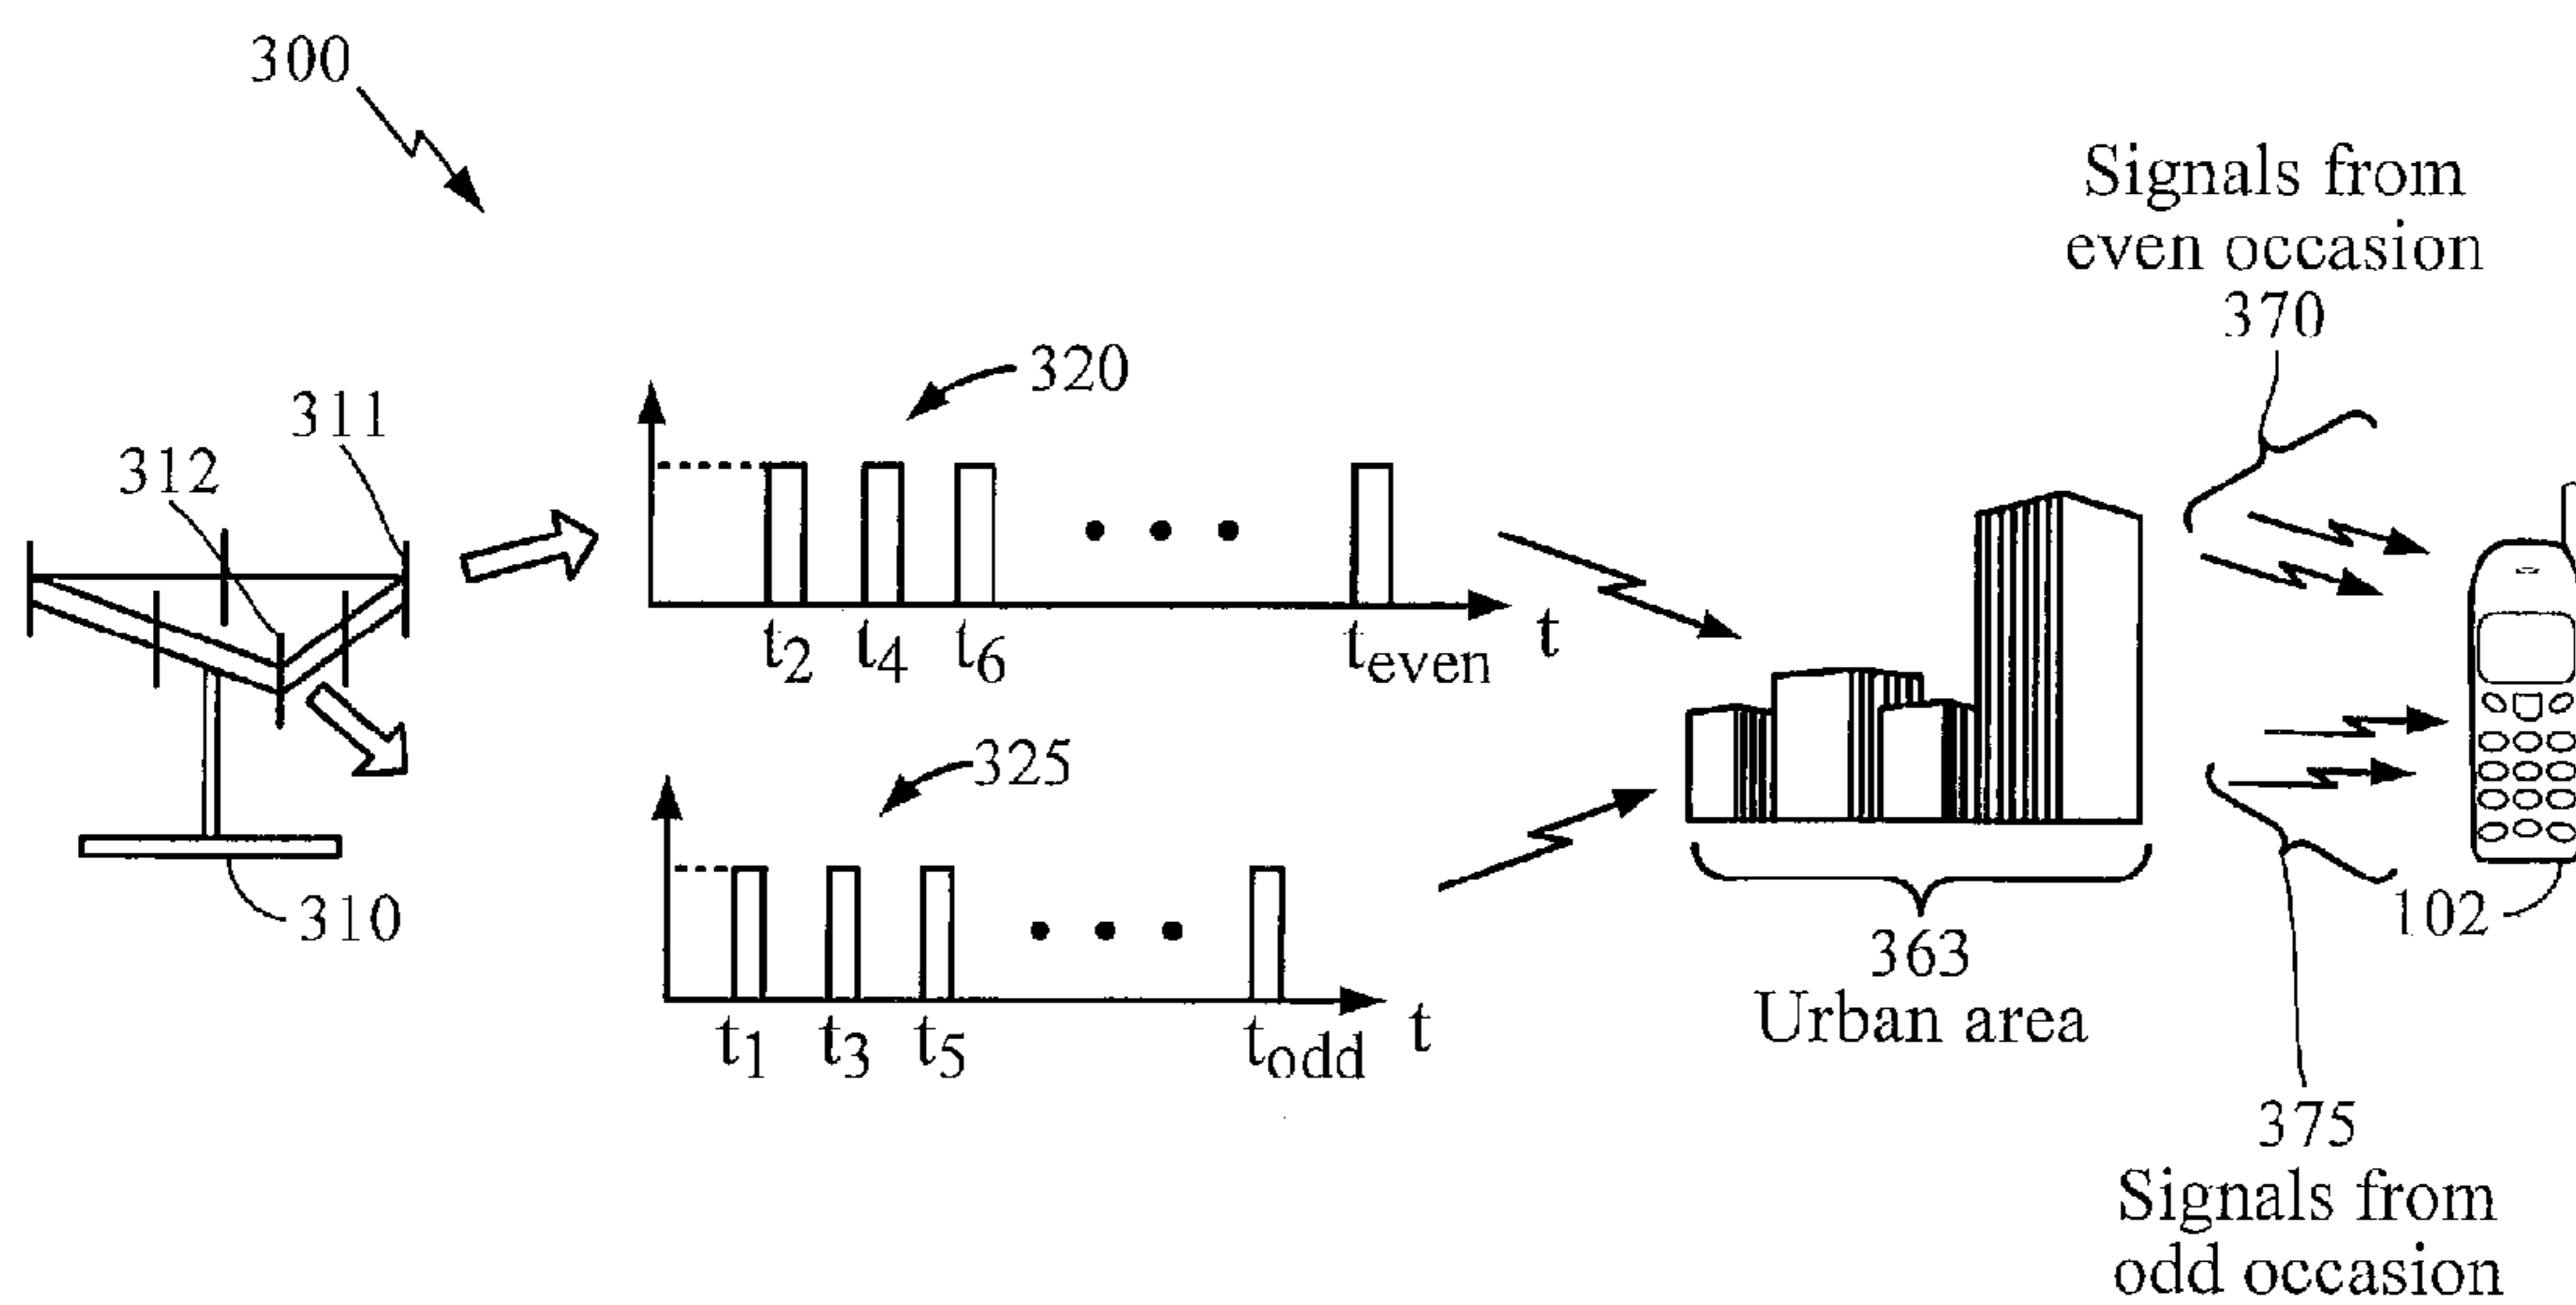 300
Signals from
even occasion
370
320
311
312
t2 t4 t6 teven t
325
310
102
363
Urban area
t1 t3 t5 todd t
375
Signals from
odd occasion